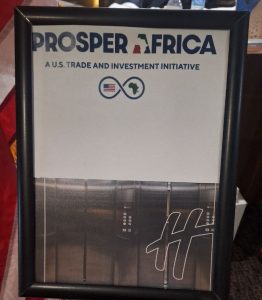 PROSPER AFRICA
A U.S. TRADE AND INVESTMENT INITIATIVE
H